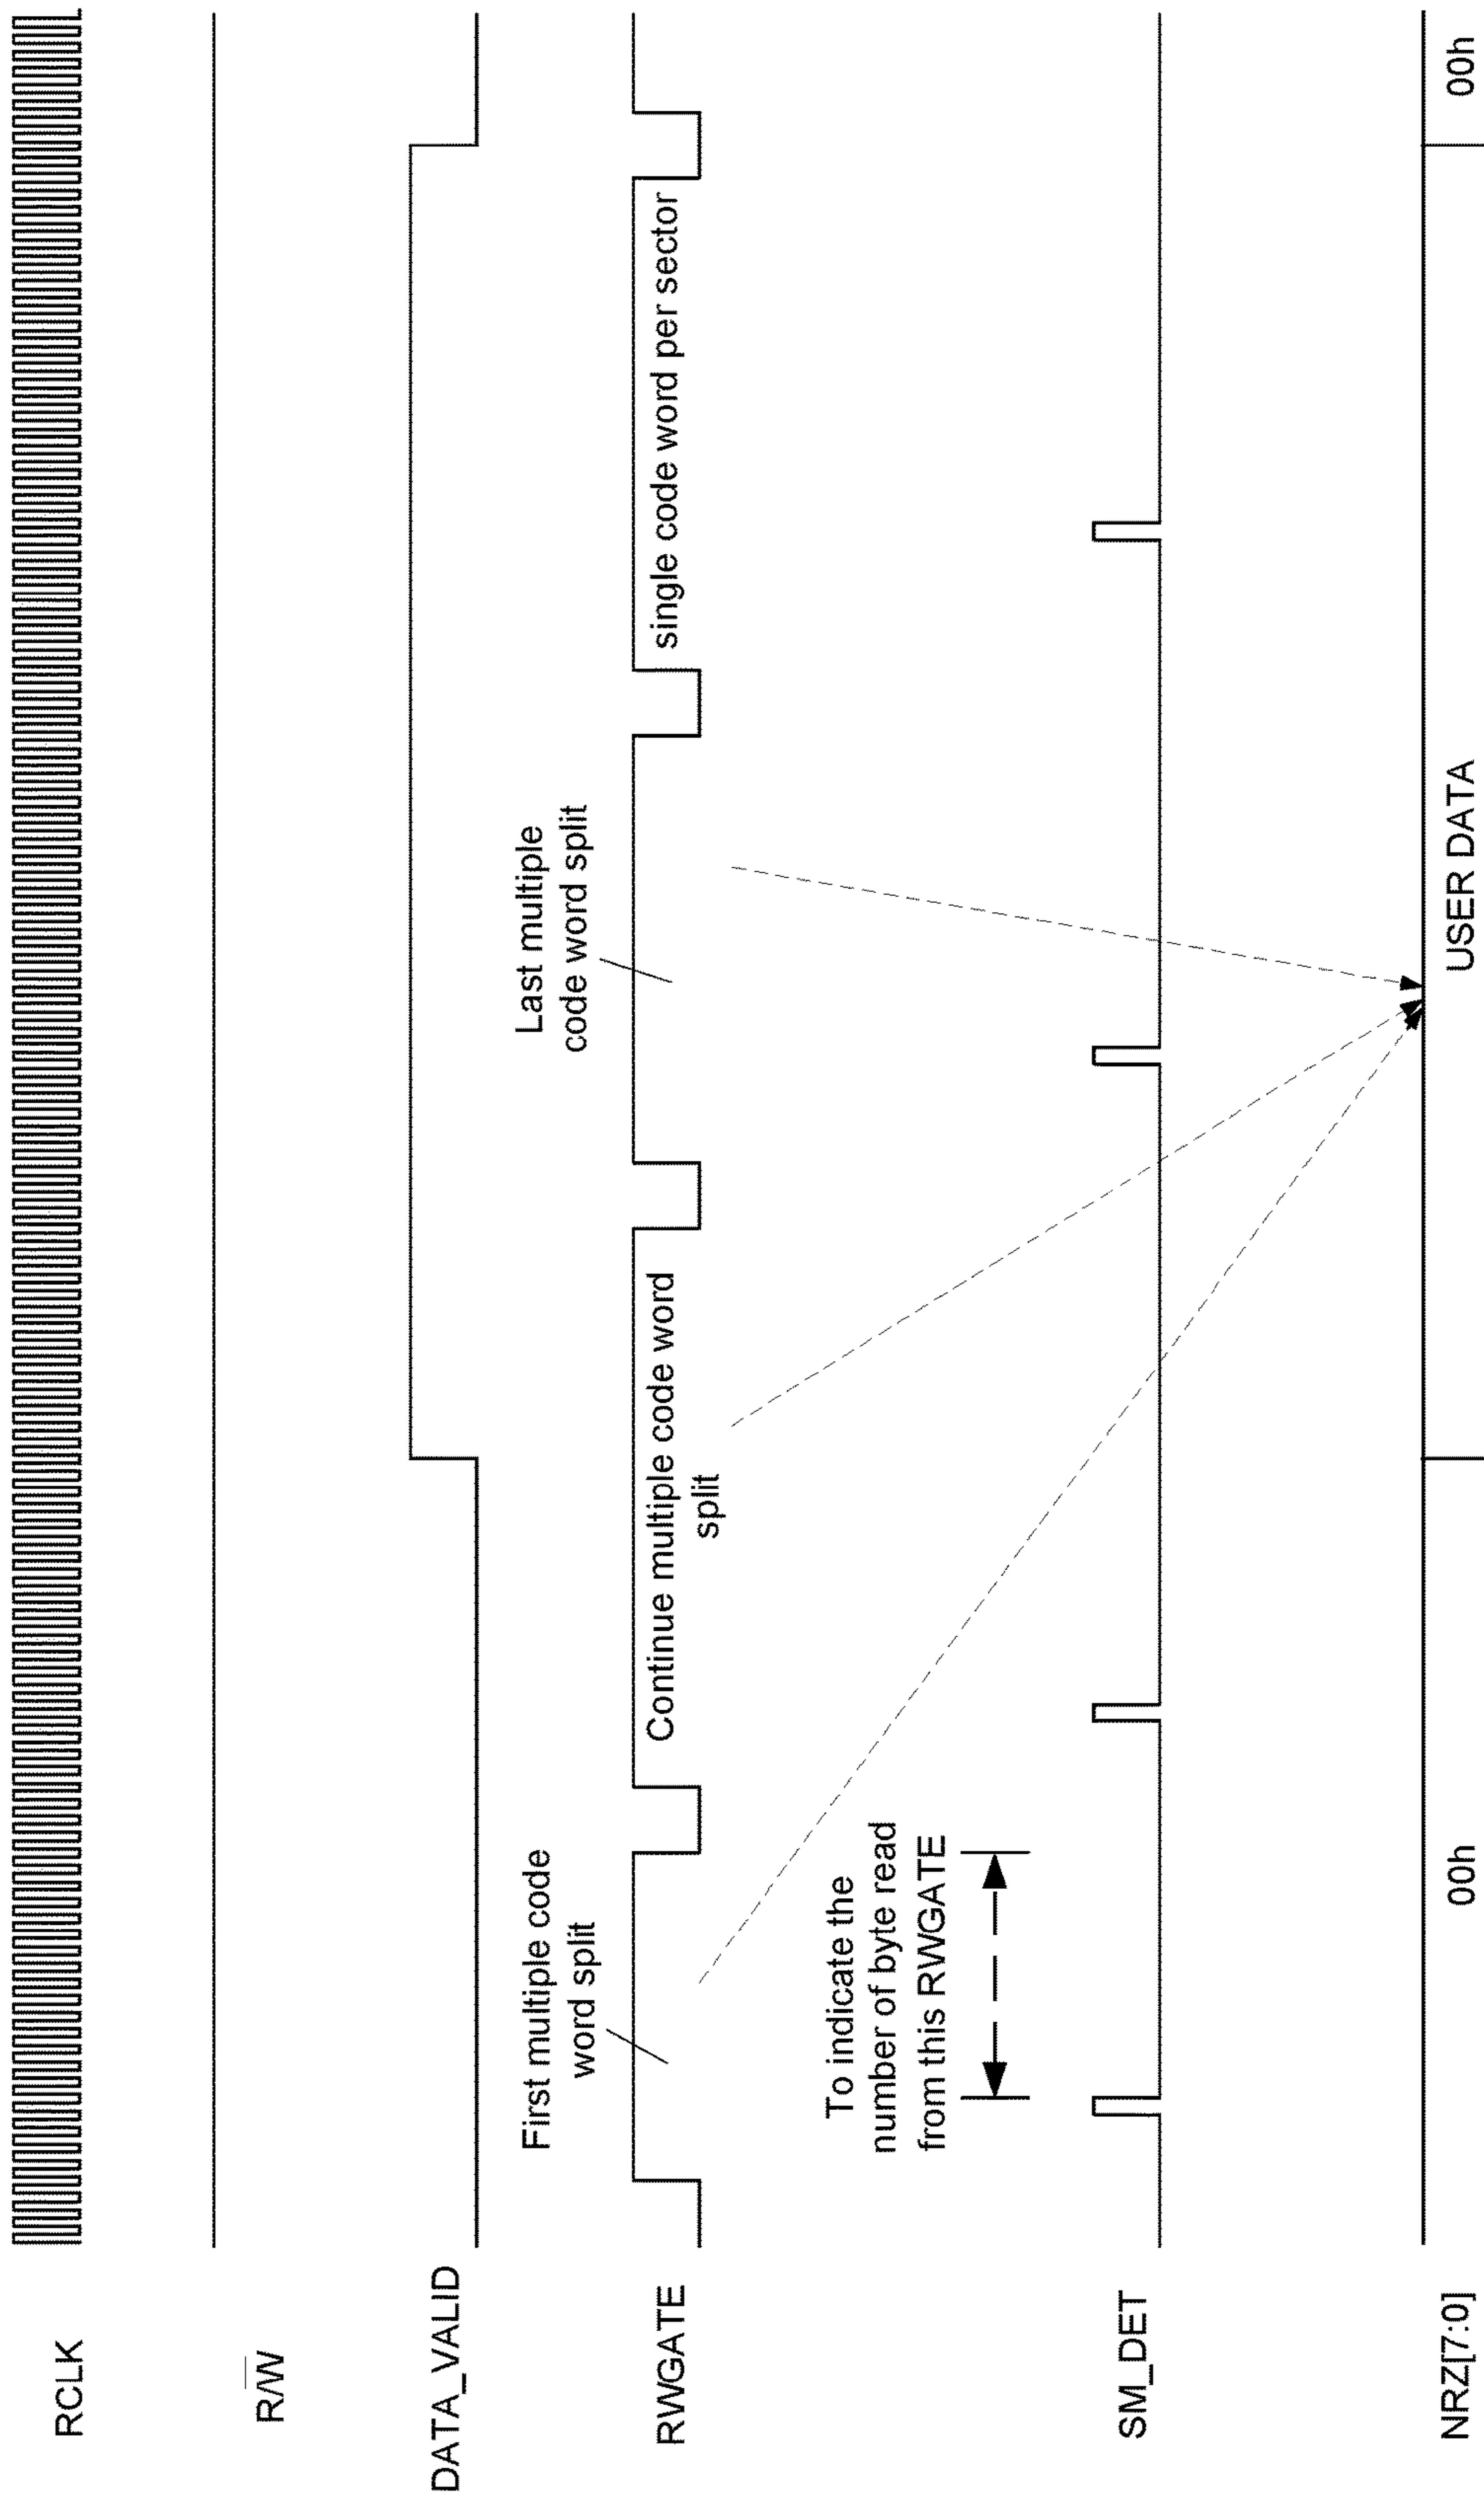 RCLK
R/W
DATA_VALID
First multiple code
word split
Last multiple
code word split
RWGATE
Continue multiple code word
split
single code word per sector
To indicate the
number of byte read
from this RWGATE
SM_DET
NRZ[7:0]
00h
USER DATA
00h